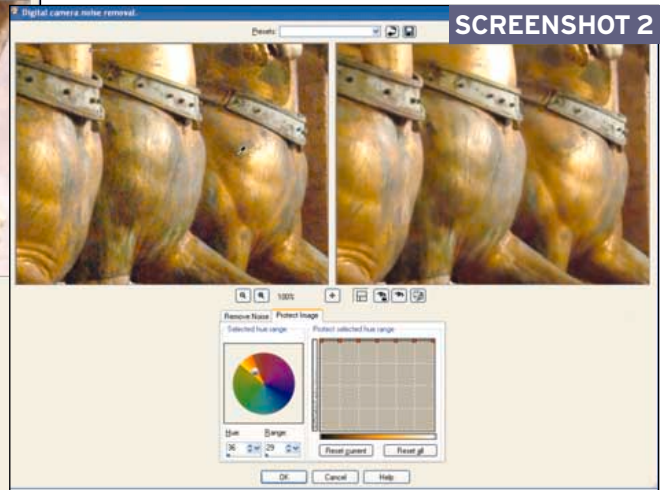 Digital camera noise removal.
SCREENSHOT 2
Presets:
100%
Remove Noise
Protect Image
Selected hue range
Protect selected hue range
Hue:
Range:
36
29
Reset current
Reset all
OK
Cancel
Help